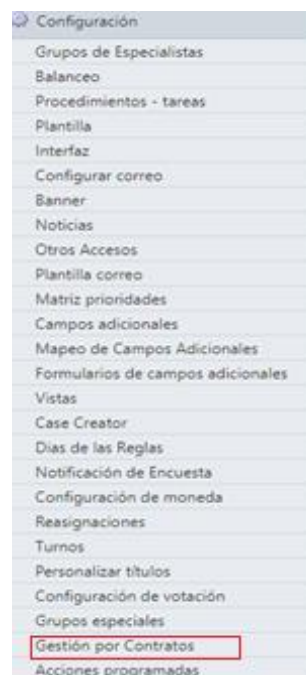 Configuración
Grupos de Especialistas
Balanceo
Procedimientos - tareas
Plantilla
Interfaz
Configurar correo
Banner
Noticias
Otros Accesos
Plantilla correo
Matriz prioridades
Campos adicionales
Mapeo de Campos Adicionales
Formularios de campos adicionales
Vistas
Case Creator
Dias de las Reglas
Notificación de Encuesta
Configuración de moneda
Reasignaciones
Turnos
Personalizar títulos
Configuración de votación
Grupos especiales
Gestión por Contratos
Acciones programadas